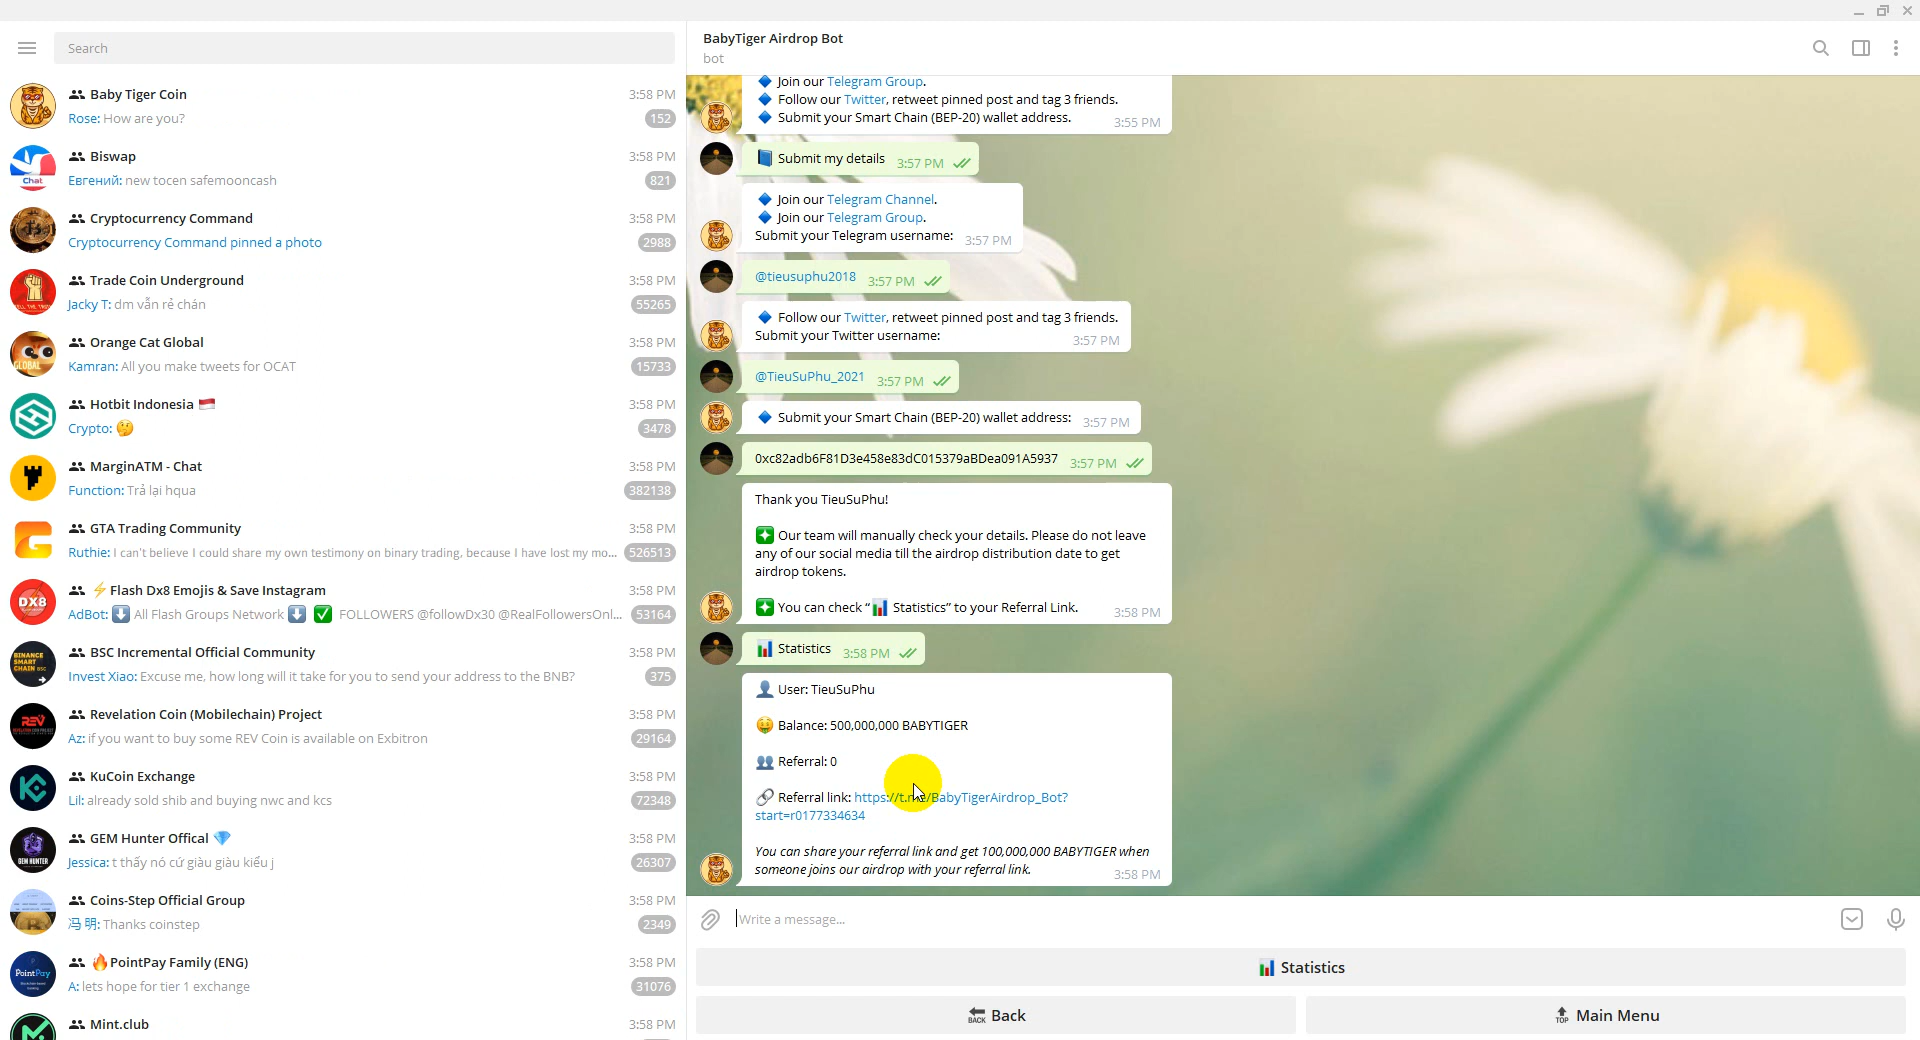 Search
Baby Tiger Coin 3:58 PM
Rose: How are you? 152
Biswap 3:58 PM
Евгений: new tocen safemooncash 821
Chat
Cryptocurrency Command 3:58 PM
Cryptocurrency Command pinned a photo 2988
Trade Coin Underground 3:58 PM
Jacky T: dm vẫn rẻ chán 55265
Orange Cat Global 3:58 PM
Kamran: All you make tweets for OCAT 15733
GLOBAL
Hotbit Indonesia 🇮🇩 3:58 PM
Crypto: 🤔 3478
MarginATM - Chat 3:58 PM
Function: Trả lại hqua 382138
GTA Trading Community 3:58 PM
Ruthie: I can't believe I could share my own testimony on binary trading, because I have lost my mo... 526513
⚡Flash Dx8 Emojis & Save Instagram 3:58 PM
DX8
AdBot: ⬇️ All Flash Groups Network ⬇️ ✅ FOLLOWERS @followDx30 @RealFollowersOnl... 53164
BSC Incremental Official Community 3:58 PM
BINANCE
SMART
CHAIN BSC
Invest Xiao: Excuse me, how long will it take for you to send your address to the BNB? 375
Revelation Coin (Mobilechain) Project 3:58 PM
REV
Az: if you want to buy some REV Coin is available on Exbitron 29164
KuCoin Exchange 3:58 PM
Lil: already sold shib and buying nwc and kcs 72348
GEM Hunter Offical 💎 3:58 PM
GEM HUNTER
Jessica: t thấy nó cứ giàu giàu kiểu j 26307
Coins-Step Official Group 3:58 PM
冯 明: Thanks coinstep 2349
🔥PointPay Family (ENG) 3:58 PM
PointPay
A: lets hope for tier 1 exchange 31076
Mint.club 3:58 PM
BabyTiger Airdrop Bot
bot
🔷 Join our Telegram Group.
🔷 Follow our Twitter, retweet pinned post and tag 3 friends.
🔷 Submit your Smart Chain (BEP-20) wallet address. 3:55 PM
📘 Submit my details 3:57 PM
🔷 Join our Telegram Channel.
🔷 Join our Telegram Group.
Submit your Telegram username: 3:57 PM
@tieusuphu2018 3:57 PM
🔷 Follow our Twitter, retweet pinned post and tag 3 friends.
Submit your Twitter username: 3:57 PM
@TieuSuPhu_2021 3:57 PM
🔷 Submit your Smart Chain (BEP-20) wallet address: 3:57 PM
0xc82adb6F81D3e458e83dC015379aBDea091A5937 3:57 PM
Thank you TieuSuPhu!
Our team will manually check your details. Please do not leave
any of our social media till the airdrop distribution date to get
airdrop tokens.
You can check “📊 Statistics” to your Referral Link. 3:58 PM
📊 Statistics 3:58 PM
👤 User: TieuSuPhu
🤑 Balance: 500,000,000 BABYTIGER
👥 Referral: 0
🔗 Referral link: https://t.me/BabyTigerAirdrop_Bot?
start=r0177334634
You can share your referral link and get 100,000,000 BABYTIGER when
someone joins our airdrop with your referral link. 3:58 PM
Write a message...
📊 Statistics
🔙 Back
🔝 Main Menu